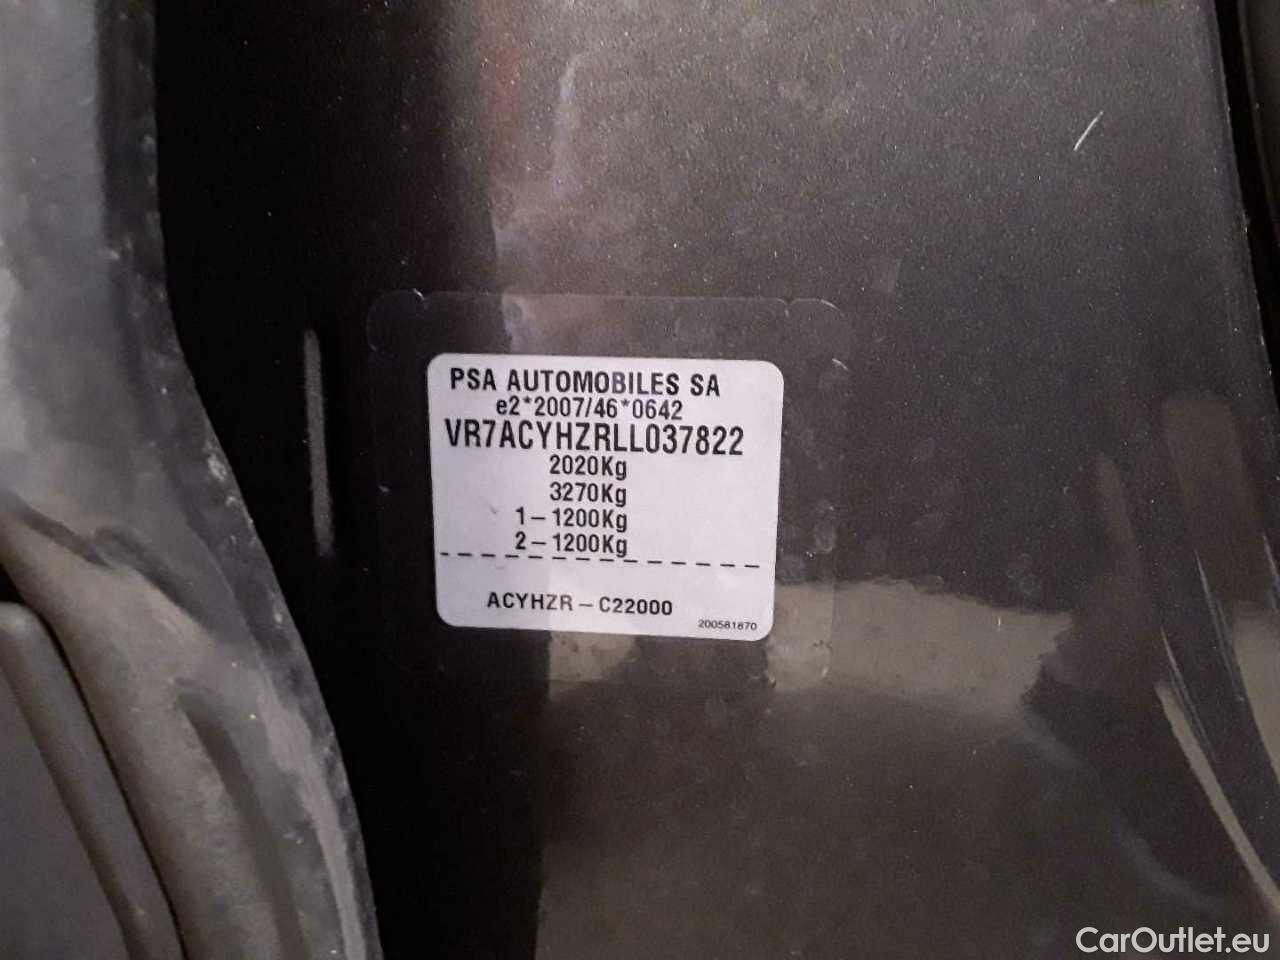 PSA AUTOMOBILES SA
e2*2007/46*0642
VR7ACYHZRLL037822
2020Kg
3270Kg
1-1200Kg
2-1200Kg
ACYHZR-C22000
200581870
CarOutlet.eu